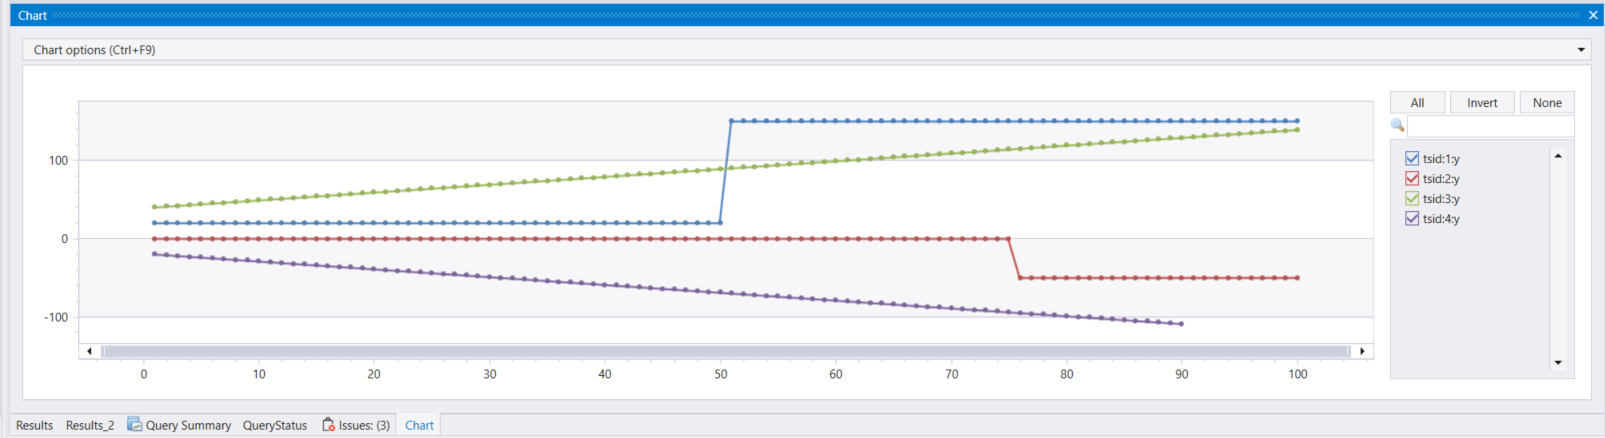 Chart
Chart options (Ctrl+F9)
All Invert None
tsid:1:y
tsid:2:y
tsid:3:y
tsid:4:y
100
0
-100
0 10 20 30 40 50 60 70 80 90 100
Results Results_2 Query Summary QueryStatus Issues: (3) Chart